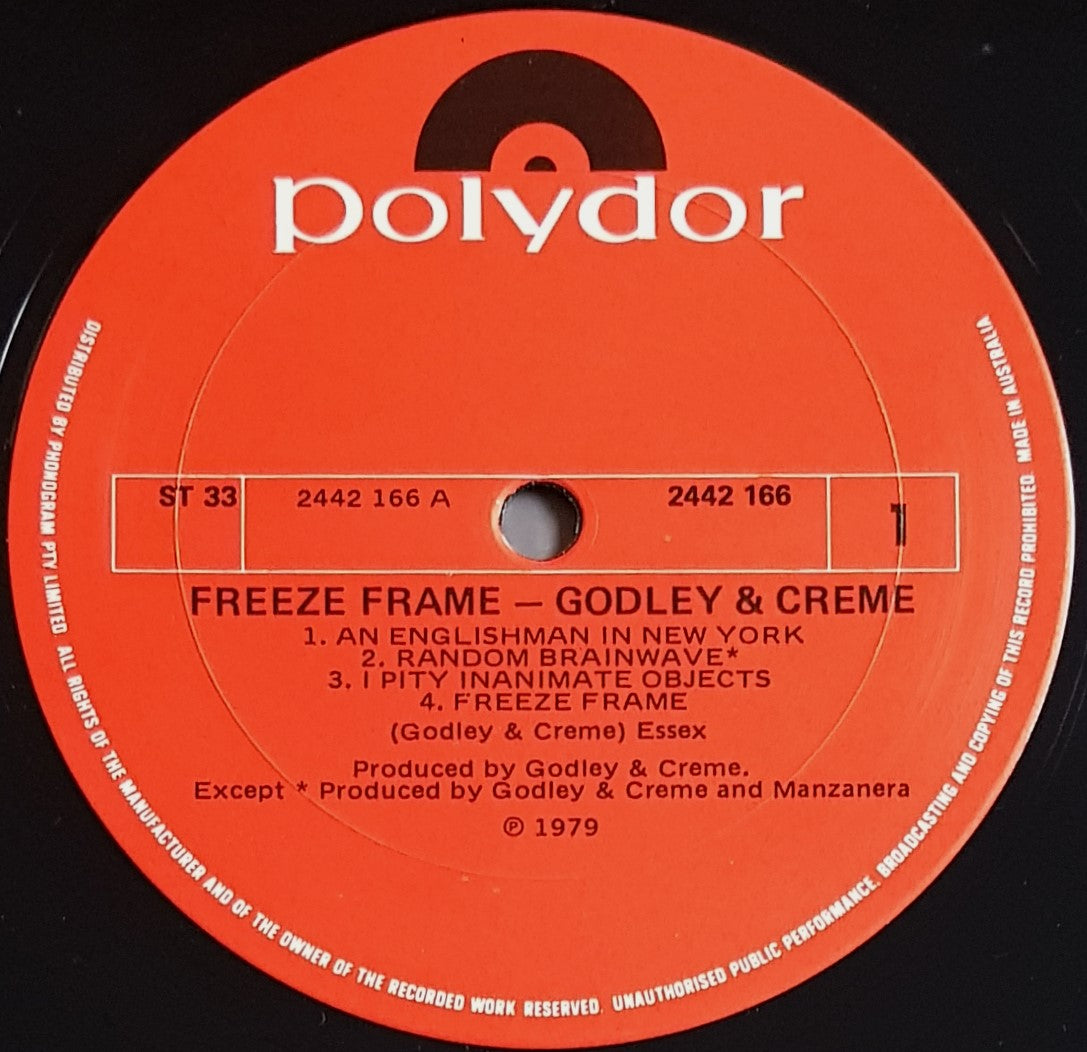 polydor
ST 33 2442 166 A 2442 166 1
FREEZE FRAME – GODLEY & CREME
1. AN ENGLISHMAN IN NEW YORK
2. RANDOM BRAINWAVE*
3. I PITY INANIMATE OBJECTS
4. FREEZE FRAME
(Godley & Creme) Essex
Produced by Godley & Creme.
Except * Produced by Godley & Creme and Manzanera
℗ 1979
DISTRIBUTED BY PHONOGRAM PTY LIMITED. ALL RIGHTS OF THE MANUFACTURER AND OF THE OWNER OF THE RECORDED WORK RESERVED. UNAUTHORISED PUBLIC PERFORMANCE, BROADCASTING AND COPYING OF THIS RECORD PROHIBITED. MADE IN AUSTRALIA